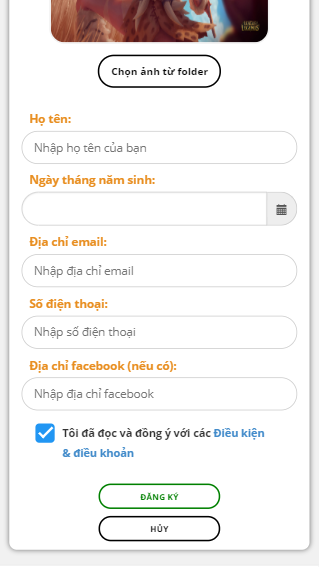 Chọn ảnh từ folder
Họ tên:
Nhập họ tên của bạn
Ngày tháng năm sinh:
Địa chỉ email:
Nhập địa chỉ email
Số điện thoại:
Nhập số điện thoại
Địa chỉ facebook (nếu có):
Nhập địa chỉ facebook
Tôi đã đọc và đồng ý với các Điều kiện
& điều khoản
ĐĂNG KÝ
HỦY